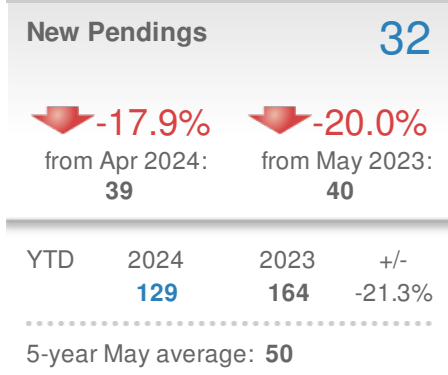 New Pendings 32
-17.9% -20.0%
from Apr 2024: from May 2023:
39 40
YTD 2024 2023 +/-
129 164 -21.3%
5-year May average: 50